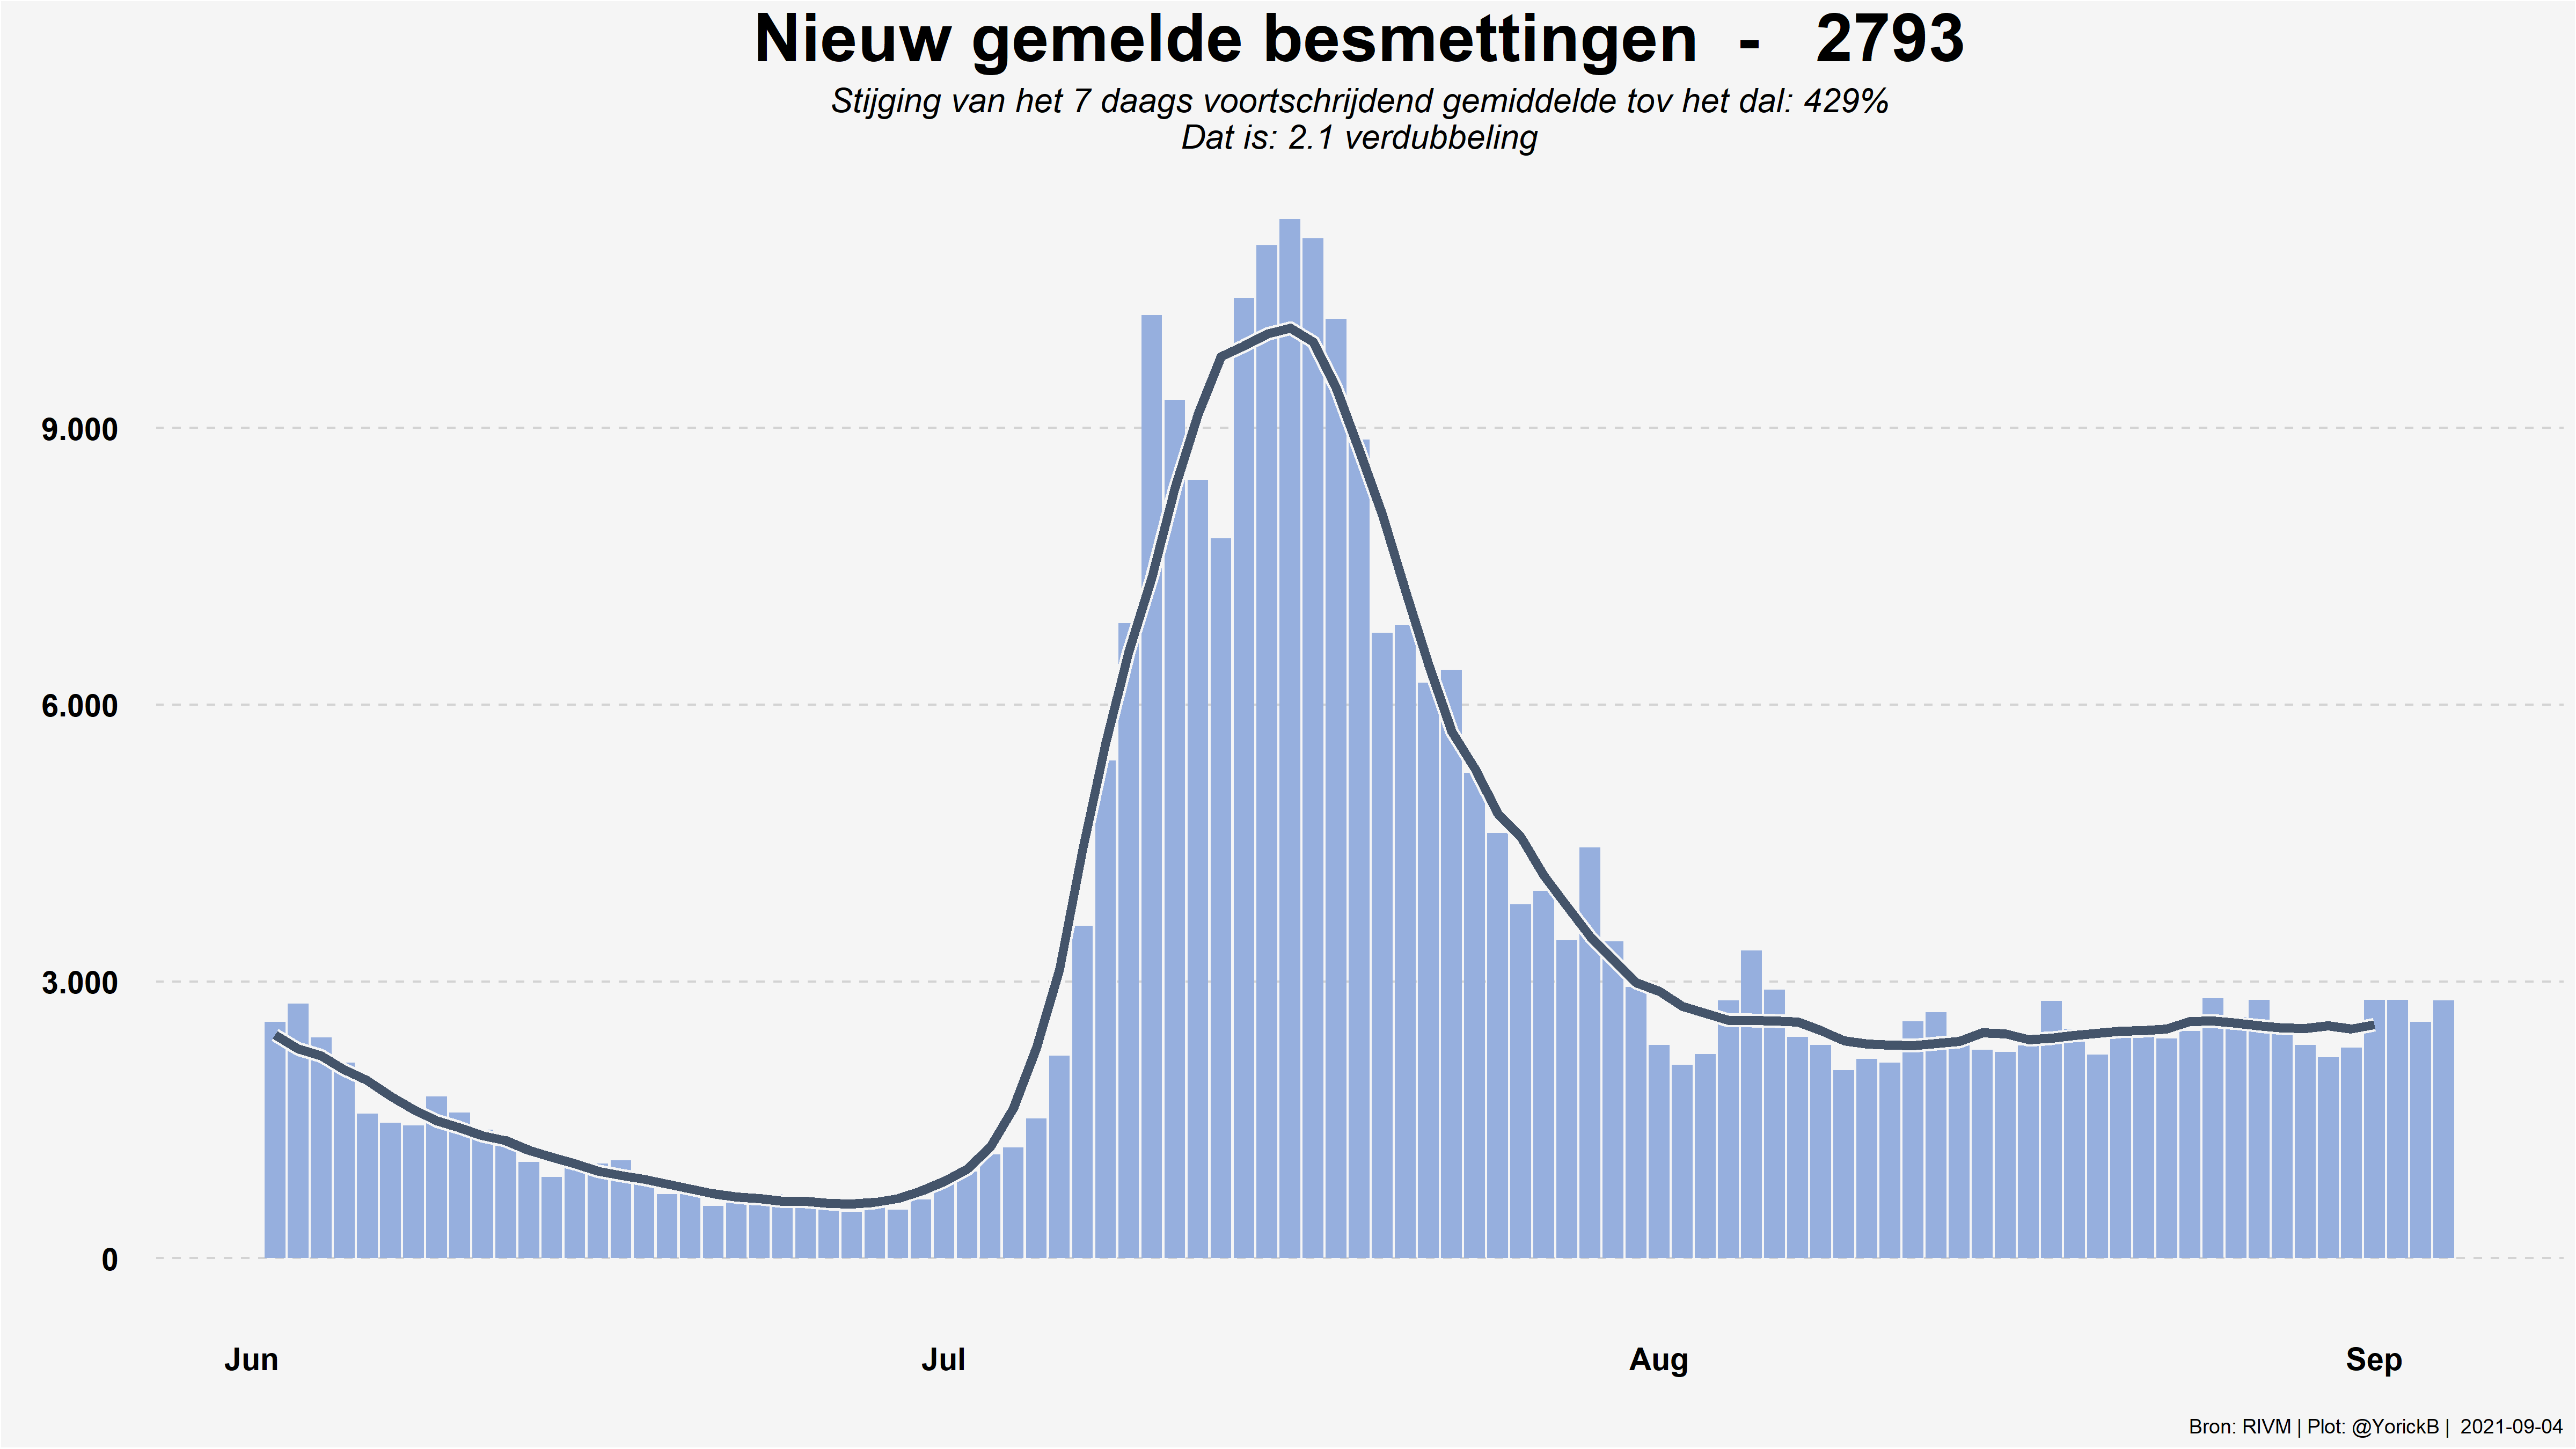 Nieuw gemelde besmettingen - 2793
Stijging van het 7 daags voortschrijdend gemiddelde tov het dal: 429%
Dat is: 2.1 verdubbeling
9.000
6.000
3.000
0
Jun Jul Aug Sep
Bron: RIVM | Plot: @YorickB | 2021-09-04